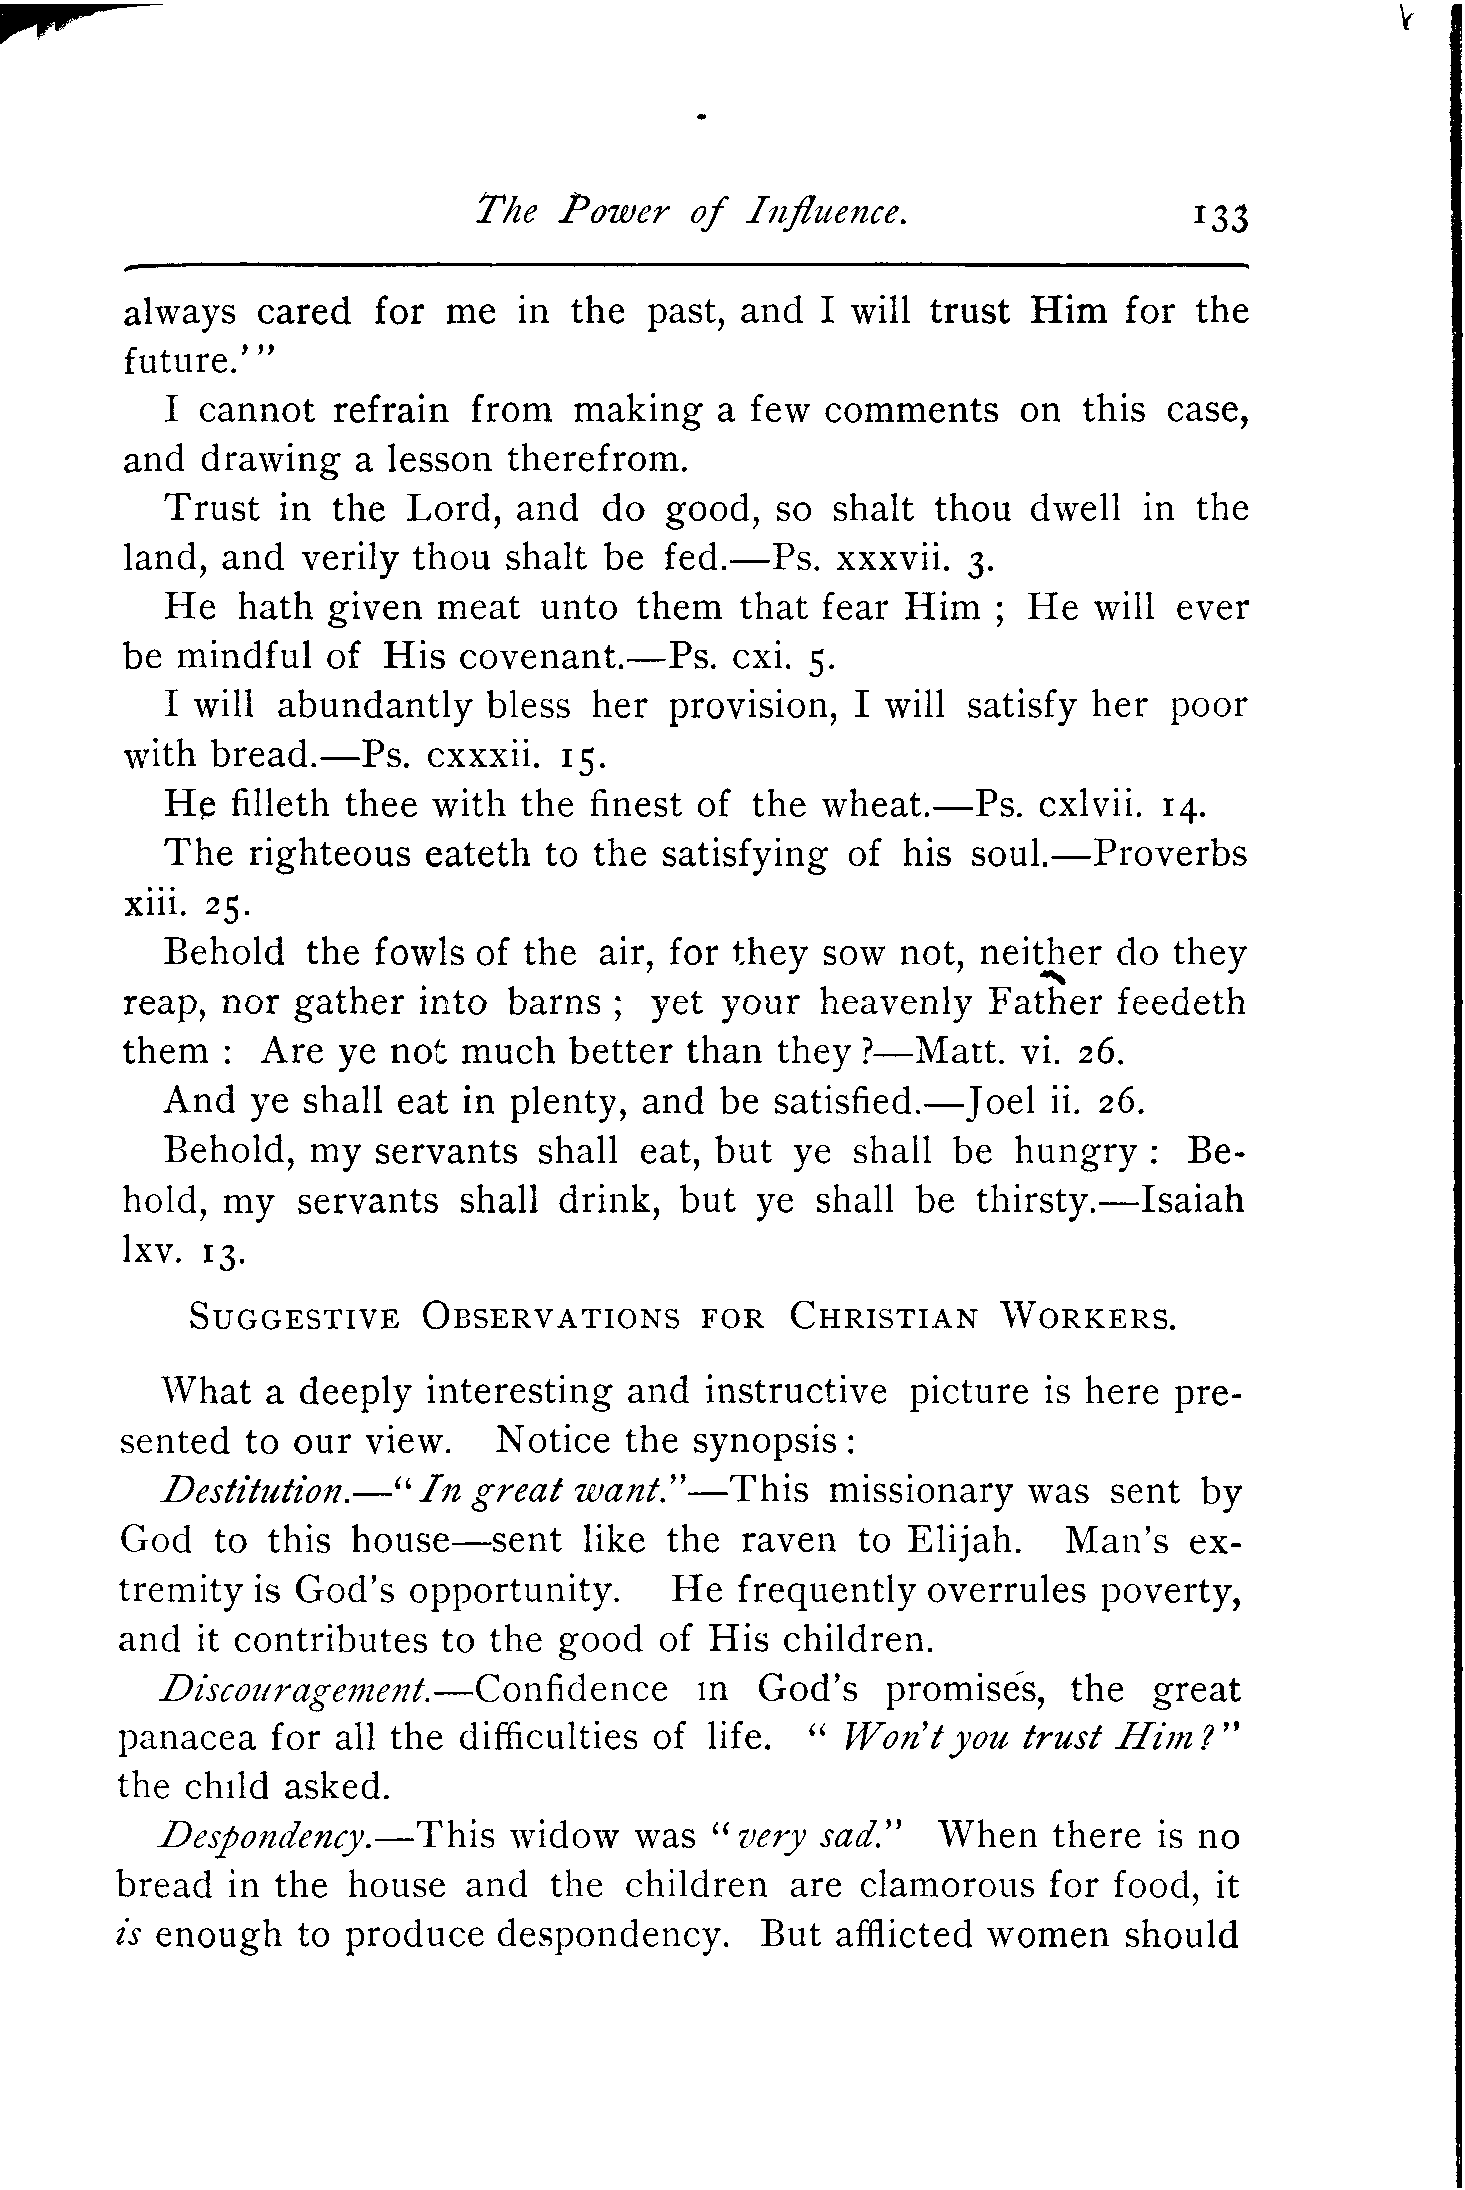 The Power of Influence. 133
always cared for me in the past, and I will trust Him for the
future.' "
I cannot refrain from making a few comments on this case,
and drawing a lesson therefrom.
Trust in the Lord, and do good, so shalt thou dwell in the
land, and verily thou shalt be fed.—Ps. xxxvii. 3.
He hath given meat unto them that fear Him ; He will ever
be mindful of His covenant.—Ps. cxi. 5.
I will abundantly bless her provision, I will satisfy her poor
with bread.—Ps. cxxxii. 15.
He filleth thee with the finest of the wheat.—Ps. cxlvii. 14.
The righteous eateth to the satisfying of his soul.—Proverbs
xiii. 25.
Behold the fowls of the air, for they sow not, neither do they
reap, nor gather into barns ; yet your heavenly Father feedeth
them : Are ye not much better than they ?—Matt. vi. 26.
And ye shall eat in plenty, and be satisfied.—Joel ii. 26.
Behold, my servants shall eat, but ye shall be hungry : Be-
hold, my servants shall drink, but ye shall be thirsty.—Isaiah
lxv. 13.
SUGGESTIVE OBSERVATIONS FOR CHRISTIAN WORKERS.
What a deeply interesting and instructive picture is here pre-
sented to our view. Notice the synopsis :
Destitution.—" In great want."—This missionary was sent by
God to this house—sent like the raven to Elijah. Man's ex-
tremity is God's opportunity. He frequently overrules poverty,
and it contributes to the good of His children.
Discouragement.—Confidence in God's promises, the great
panacea for all the difficulties of life. " Won't you trust Him ? "
the child asked.
Despondency.—This widow was " very sad." When there is no
bread in the house and the children are clamorous for food, it
is enough to produce despondency. But afflicted women should